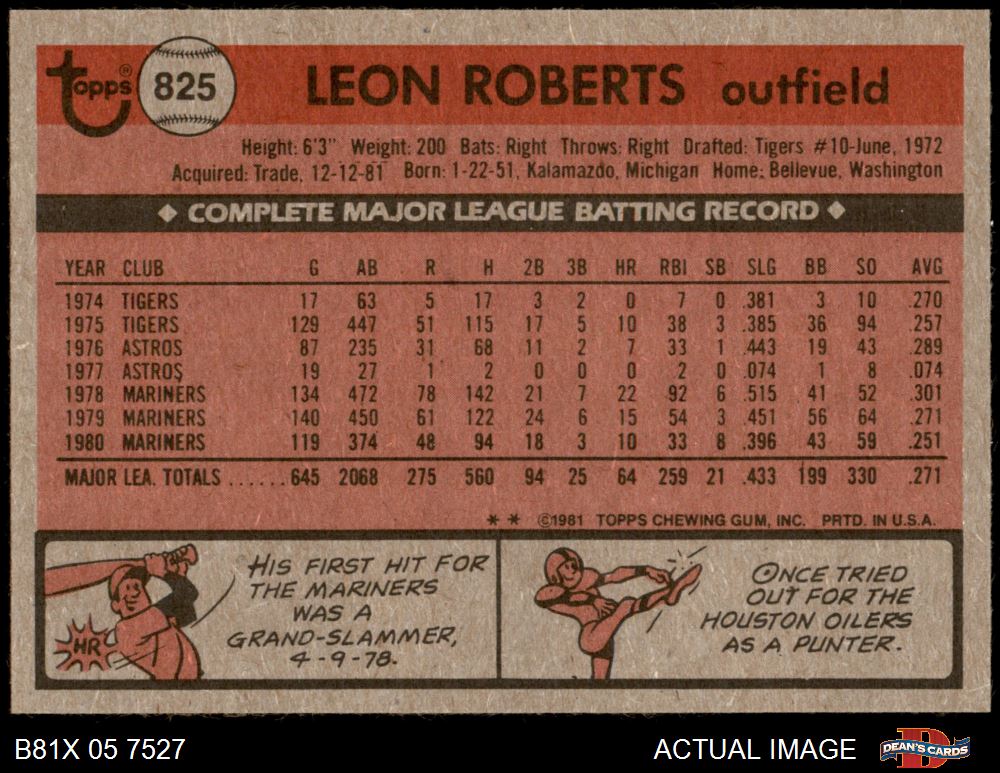 topps® 825 LEON ROBERTS outfield
Height: 6'3" Weight: 200 Bats: Right Throws: Right Drafted: Tigers #10-June, 1972
Acquired: Trade, 12-12-81 Born: 1-22-51, Kalamazoo, Michigan Home: Bellevue, Washington
◆ COMPLETE MAJOR LEAGUE BATTING RECORD ◆
YEAR CLUB G AB R H 2B 3B HR RBI SB SLG BB SO AVG
1974 TIGERS 17 63 5 17 3 2 0 7 0 .381 3 10 .270
1975 TIGERS 129 447 51 115 17 5 10 38 3 .385 36 94 .257
1976 ASTROS 87 235 31 68 11 2 7 33 1 .443 19 43 .289
1977 ASTROS 19 27 1 2 0 0 0 2 0 .074 1 8 .074
1978 MARINERS 134 472 78 142 21 7 22 92 6 .515 41 52 .301
1979 MARINERS 140 450 61 122 24 6 15 54 3 .451 56 64 .271
1980 MARINERS 119 374 48 94 18 3 10 33 8 .396 43 59 .251
MAJOR LEA. TOTALS ...... 645 2068 275 560 94 25 64 259 21 .433 199 330 .271
* * ©1981 TOPPS CHEWING GUM, INC. PRTD. IN U.S.A.
HR
HIS FIRST HIT FOR
THE MARINERS
WAS A
GRAND-SLAMMER,
4-9-78.
ONCE TRIED
OUT FOR THE
HOUSTON OILERS
AS A PUNTER.
B81X 05 7527 ACTUAL IMAGE DEAN'S CARDS